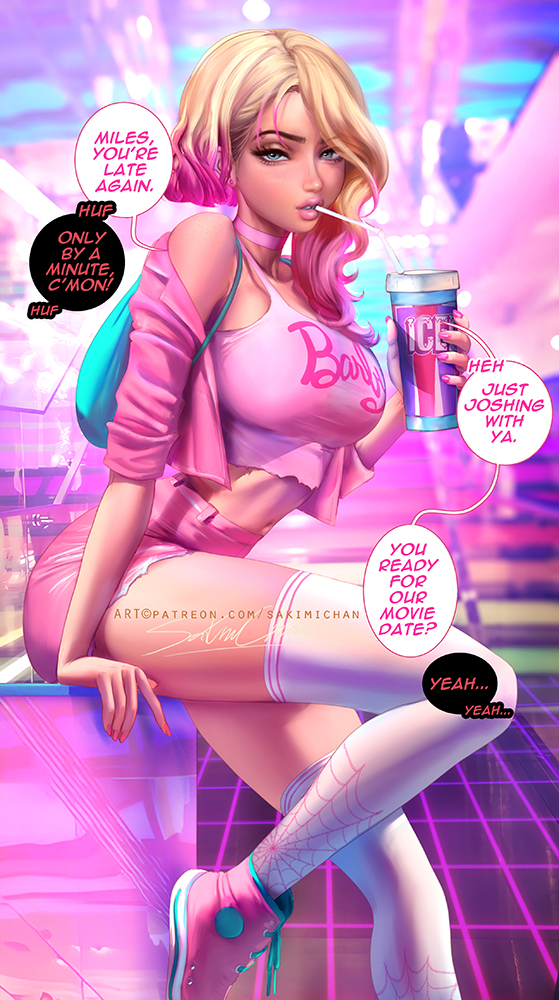 MILES,
YOU'RE
LATE
AGAIN.
HUF
ONLY
BY A
MINUTE,
C'MON!
HUF
Barb
ICE
HEH
JUST
JOSHING
WITH
YA.
YOU
READY
FOR
OUR
MOVIE
DATE?
ART©PATREON.COM/SAKIMICHAN
YEAH...
YEAH...